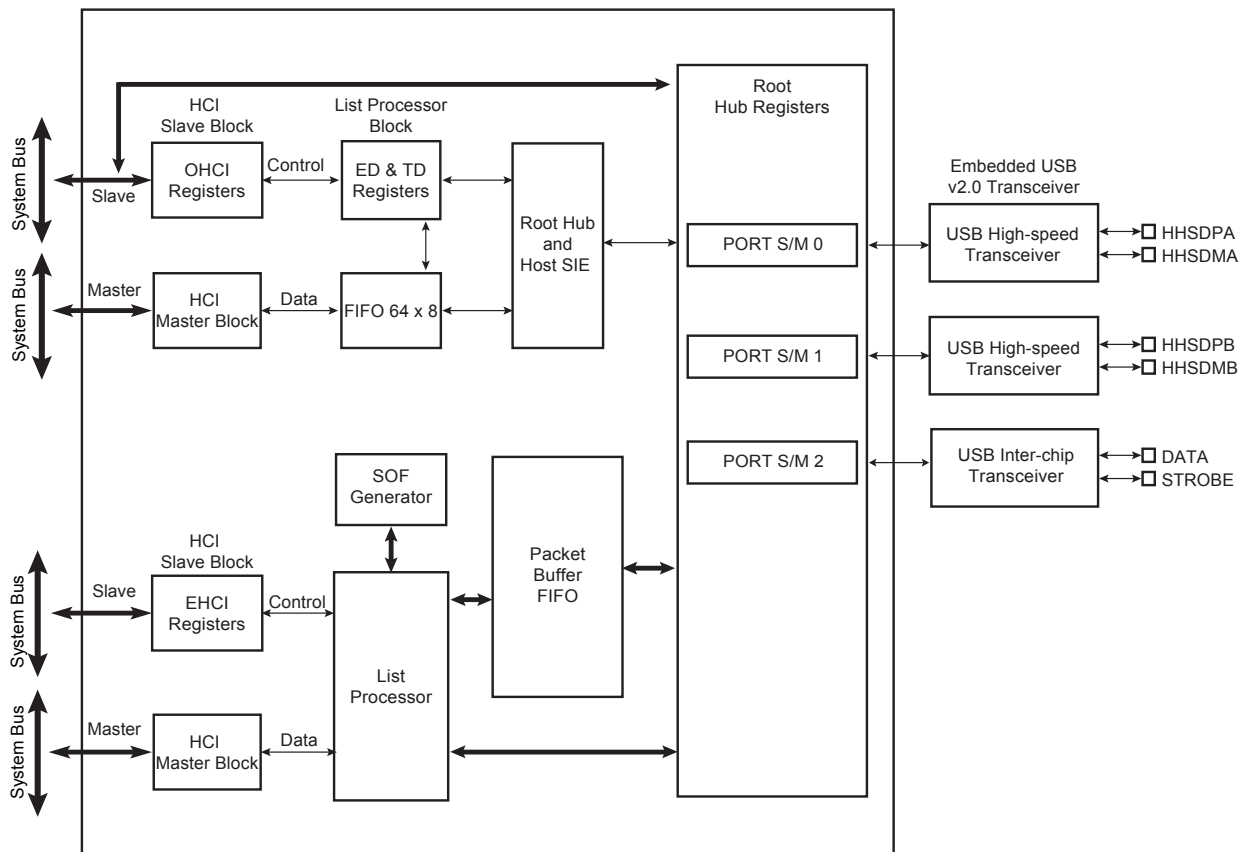 HCI
Slave Block
List Processor
Block
Root
Hub Registers
System Bus
Slave
OHCI
Registers
Control
ED & TD
Registers
Root Hub
and
Host SIE
Embedded USB
v2.0 Transceiver
PORT S/M 0
USB High-speed
Transceiver
HHSDPA
HHSDMA
System Bus
Master
HCI
Master Block
Data
FIFO 64 x 8
PORT S/M 1
USB High-speed
Transceiver
HHSDPB
HHSDMB
PORT S/M 2
USB Inter-chip
Transceiver
DATA
STROBE
SOF
Generator
Packet
Buffer
FIFO
HCI
Slave Block
System Bus
Slave
EHCI
Registers
Control
List
Processor
System Bus
Master
HCI
Master Block
Data